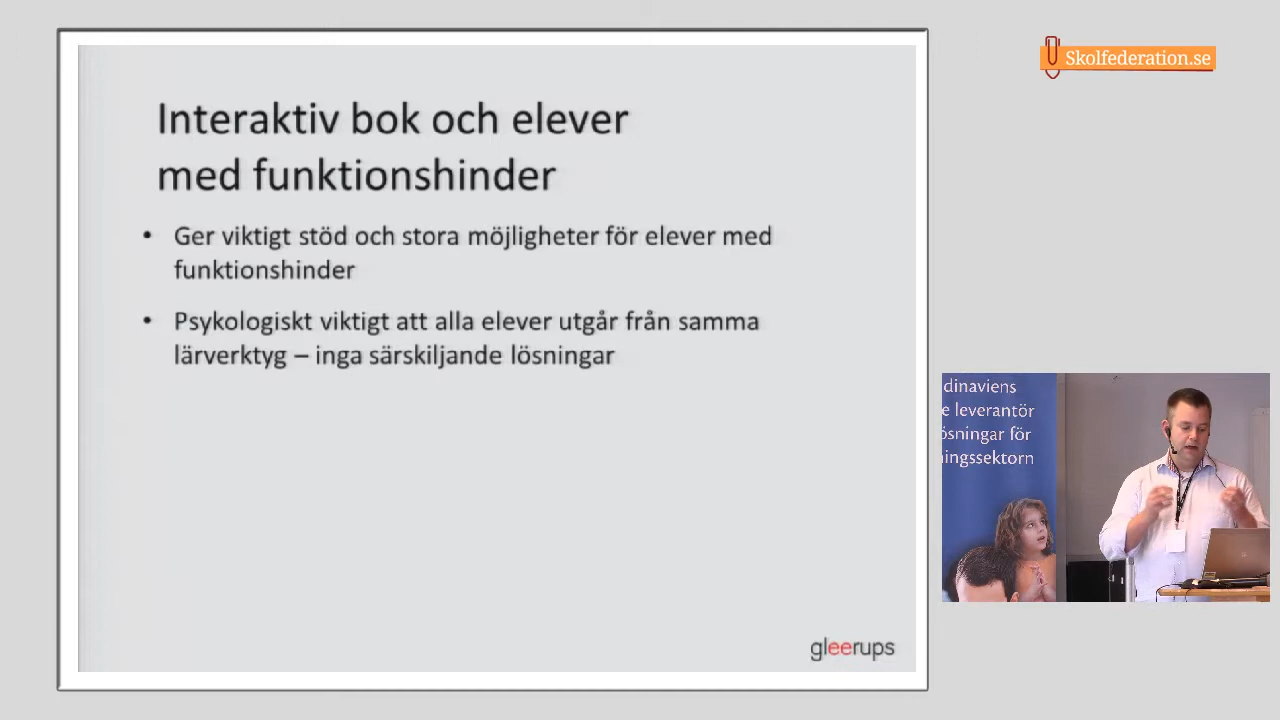 Skolfederation.se
Interaktiv bok och elever
med funktionshinder
• Ger viktigt stöd och stora möjligheter för elever med
funktionshinder
• Psykologiskt viktigt att alla elever utgår från samma
lärverktyg – inga särskiljande lösningar
gleerups
dinaviens
e leverantör
ösningar för
ingssektorn